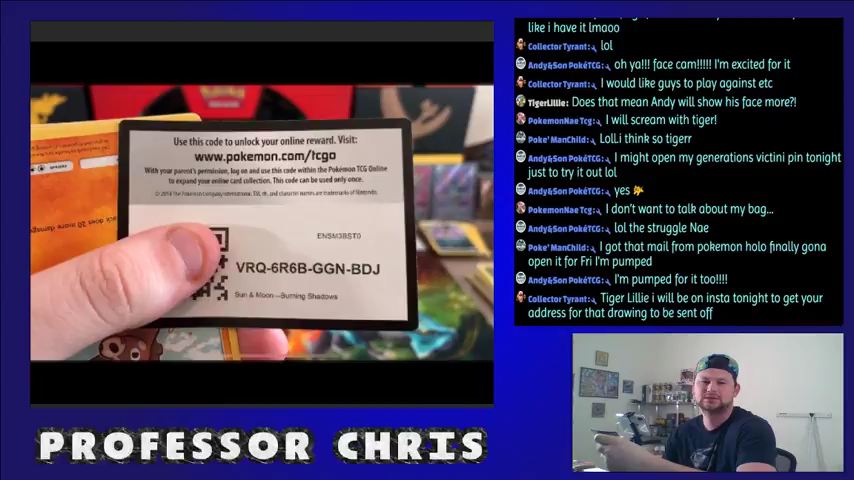 Use this code to unlock your online reward. Visit:
www.pokemon.com/tcgo
With your parent's permission, log on and use this code within the Pokémon TCG Online
to expand your online card collection. This code can be used only once.
ENSM3BST0
VRQ-6R6B-GGN-BDJ
Sun & Moon—Burning Shadows
PROFESSOR CHRIS
like i have it lmaoo
Collector Tyrant: lol
Andy&Son PokéTCG: oh ya!!! face cam!!!!! I'm excited for it
Collector Tyrant: I would like guys to play against etc
TigerLillie: Does that mean Andy will show his face more?!
PokemonNae Tcg: I will scream with tiger!
Poke' ManChild: LolLi think so tigerr
Andy&Son PokéTCG: I might open my generations victini pin tonight
just to try it out lol
Andy&Son PokéTCG: yes
PokemonNae Tcg: I don't want to talk about my bag...
Andy&Son PokéTCG: lol the struggle Nae
Poke' ManChild: I got that mail from pokemon holo finally gona
open it for Fri I'm pumped
Andy&Son PokéTCG: I'm pumped for it too!!!!
Collector Tyrant: Tiger Lillie i will be on insta tonight to get your
address for that drawing to be sent off